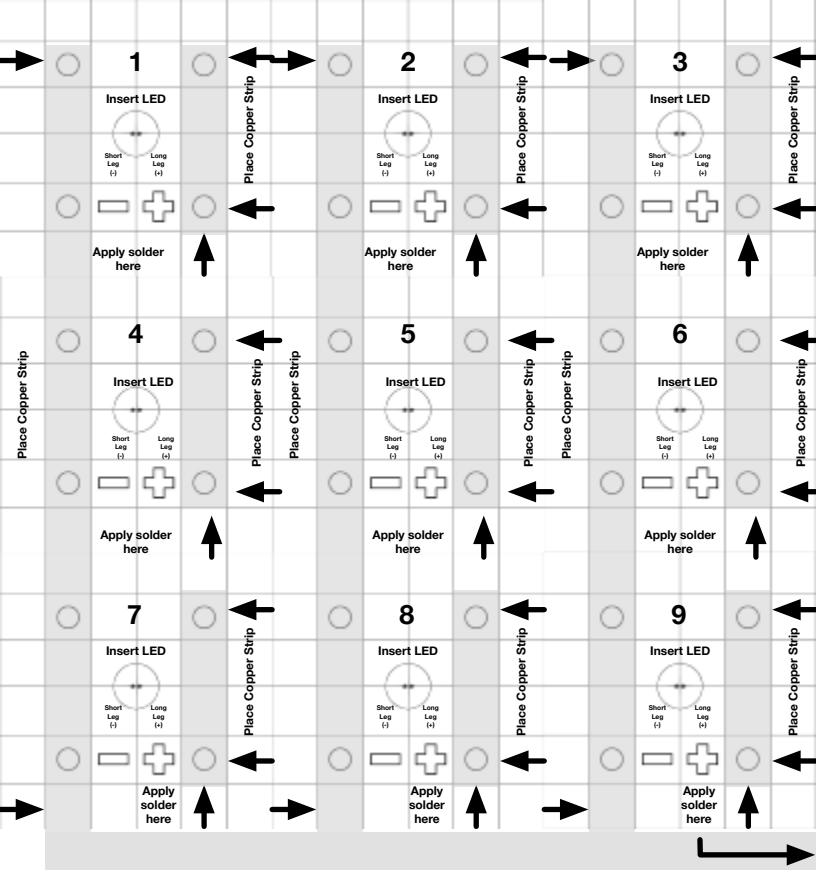 1
2
3
Insert LED
Insert LED
Insert LED
Place Copper Strip
Place Copper Strip
Place Copper Strip
Short
Leg
(-)
Long
Leg
(+)
Short
Leg
(-)
Long
Leg
(+)
Short
Leg
(-)
Long
Leg
(+)
Apply solder
here
Apply solder
here
Apply solder
here
4
5
6
Place Copper Strip
Insert LED
Place Copper Strip
Place Copper Strip
Insert LED
Place Copper Strip
Place Copper Strip
Insert LED
Place Copper Strip
Short
Leg
(-)
Long
Leg
(+)
Short
Leg
(-)
Long
Leg
(+)
Short
Leg
(-)
Long
Leg
(+)
Apply solder
here
Apply solder
here
Apply solder
here
7
8
9
Insert LED
Insert LED
Insert LED
Place Copper Strip
Place Copper Strip
Place Copper Strip
Short
Leg
(-)
Long
Leg
(+)
Short
Leg
(-)
Long
Leg
(+)
Short
Leg
(-)
Long
Leg
(+)
Apply
solder
here
Apply
solder
here
Apply
solder
here